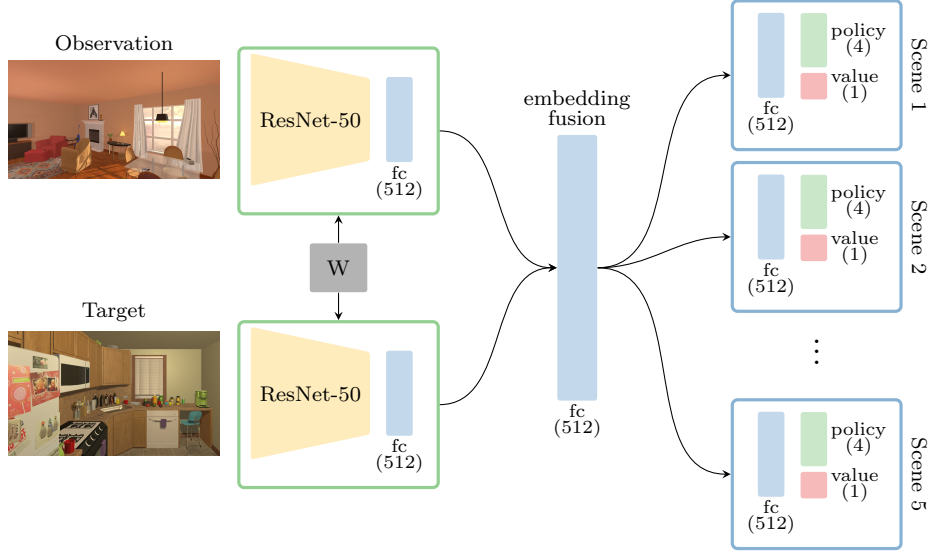 Observation
ResNet-50
fc
(512)
W
Target
ResNet-50
fc
(512)
embedding
fusion
fc
(512)
policy
(4)
value
(1)
fc
(512)
Scene 1
policy
(4)
value
(1)
fc
(512)
Scene 2
⋮
policy
(4)
value
(1)
fc
(512)
Scene 5